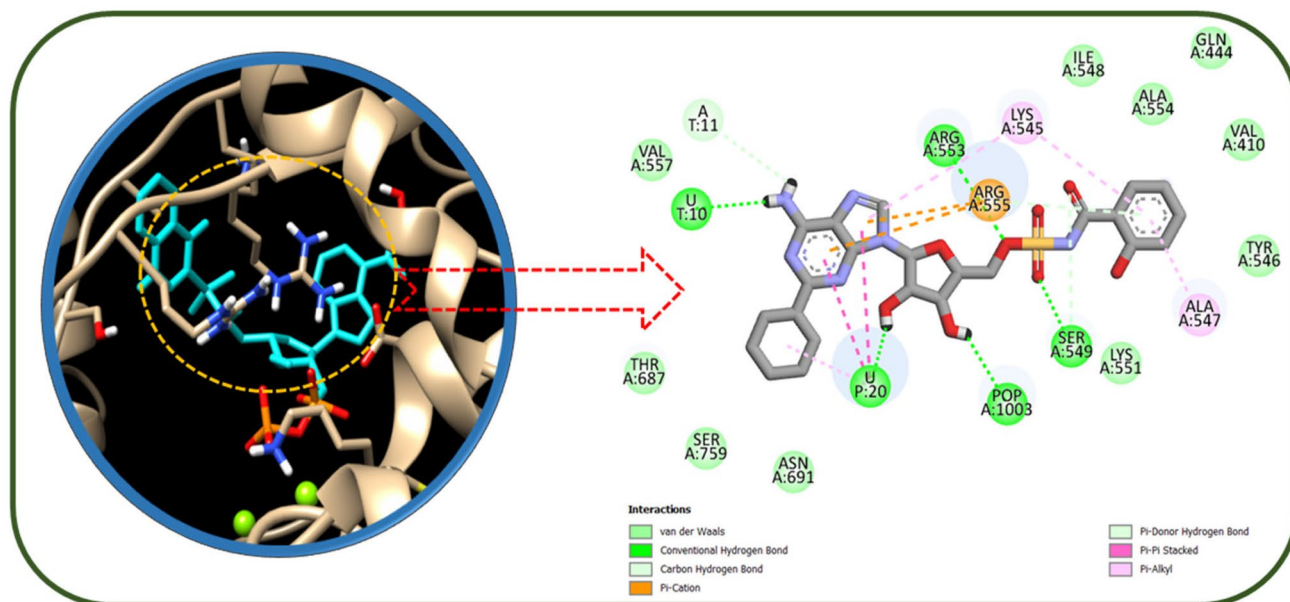 GLN
A:444
ILE
A:548
ALA
A:554
A
T:11
LYS
A:545
ARG
A:553
VAL
A:410
VAL
A:557
U
T:10
ARG
A:555
TYR
A:546
ALA
A:547
SER
A:549
LYS
A:551
THR
A:687
U
P:20
POP
A:1003
SER
A:759
ASN
A:691
Interactions
van der Waals
Conventional Hydrogen Bond
Carbon Hydrogen Bond
Pi-Cation
Pi-Donor Hydrogen Bond
Pi-Pi Stacked
Pi-Alkyl